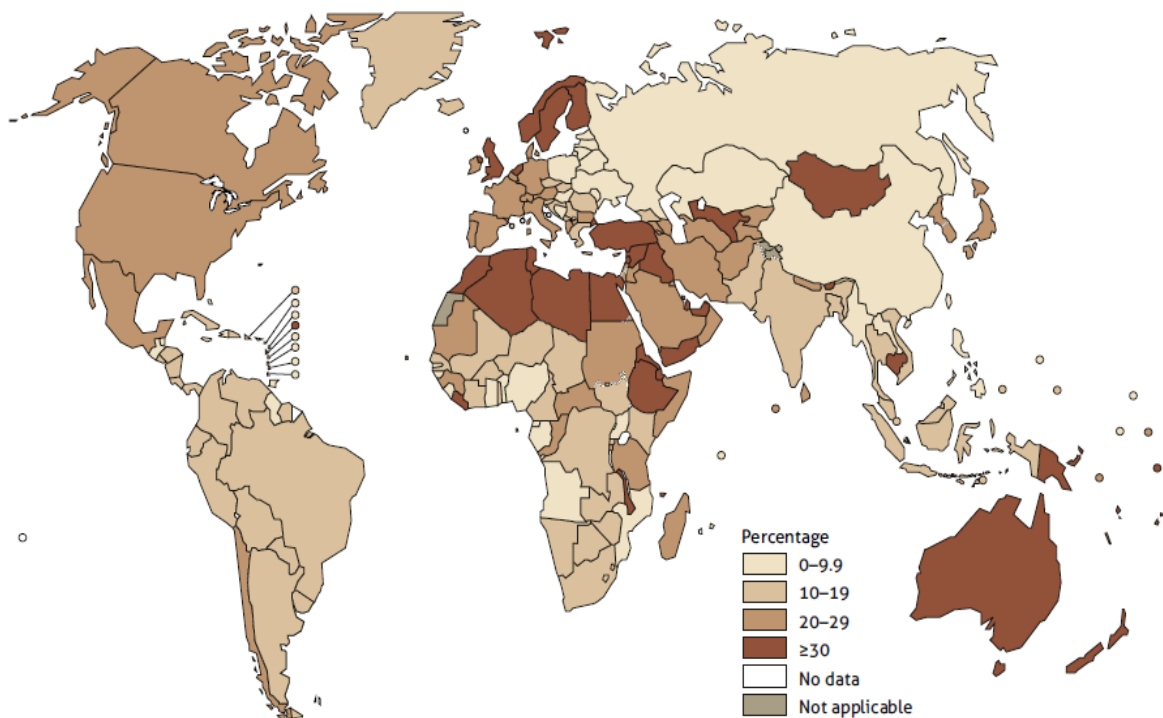 Percentage
0–9.9
10–19
20–29
≥30
No data
Not applicable